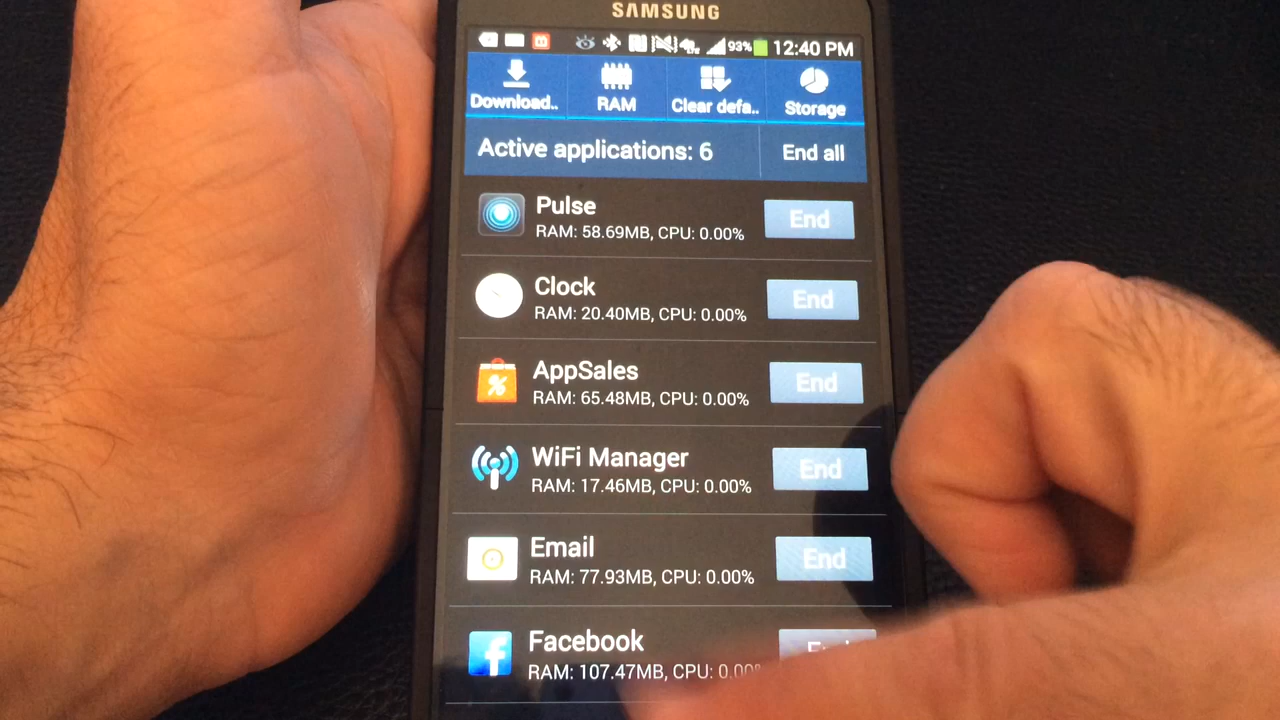 SAMSUNG
93% 12:40 PM
Download.. RAM Clear defa.. Storage
Active applications: 6 End all
Pulse
RAM: 58.69MB, CPU: 0.00%
End
Clock
RAM: 20.40MB, CPU: 0.00%
End
AppSales
RAM: 65.48MB, CPU: 0.00%
End
WiFi Manager
RAM: 17.46MB, CPU: 0.00%
End
Email
RAM: 77.93MB, CPU: 0.00%
End
Facebook
RAM: 107.47MB, CPU: 0.00%
End